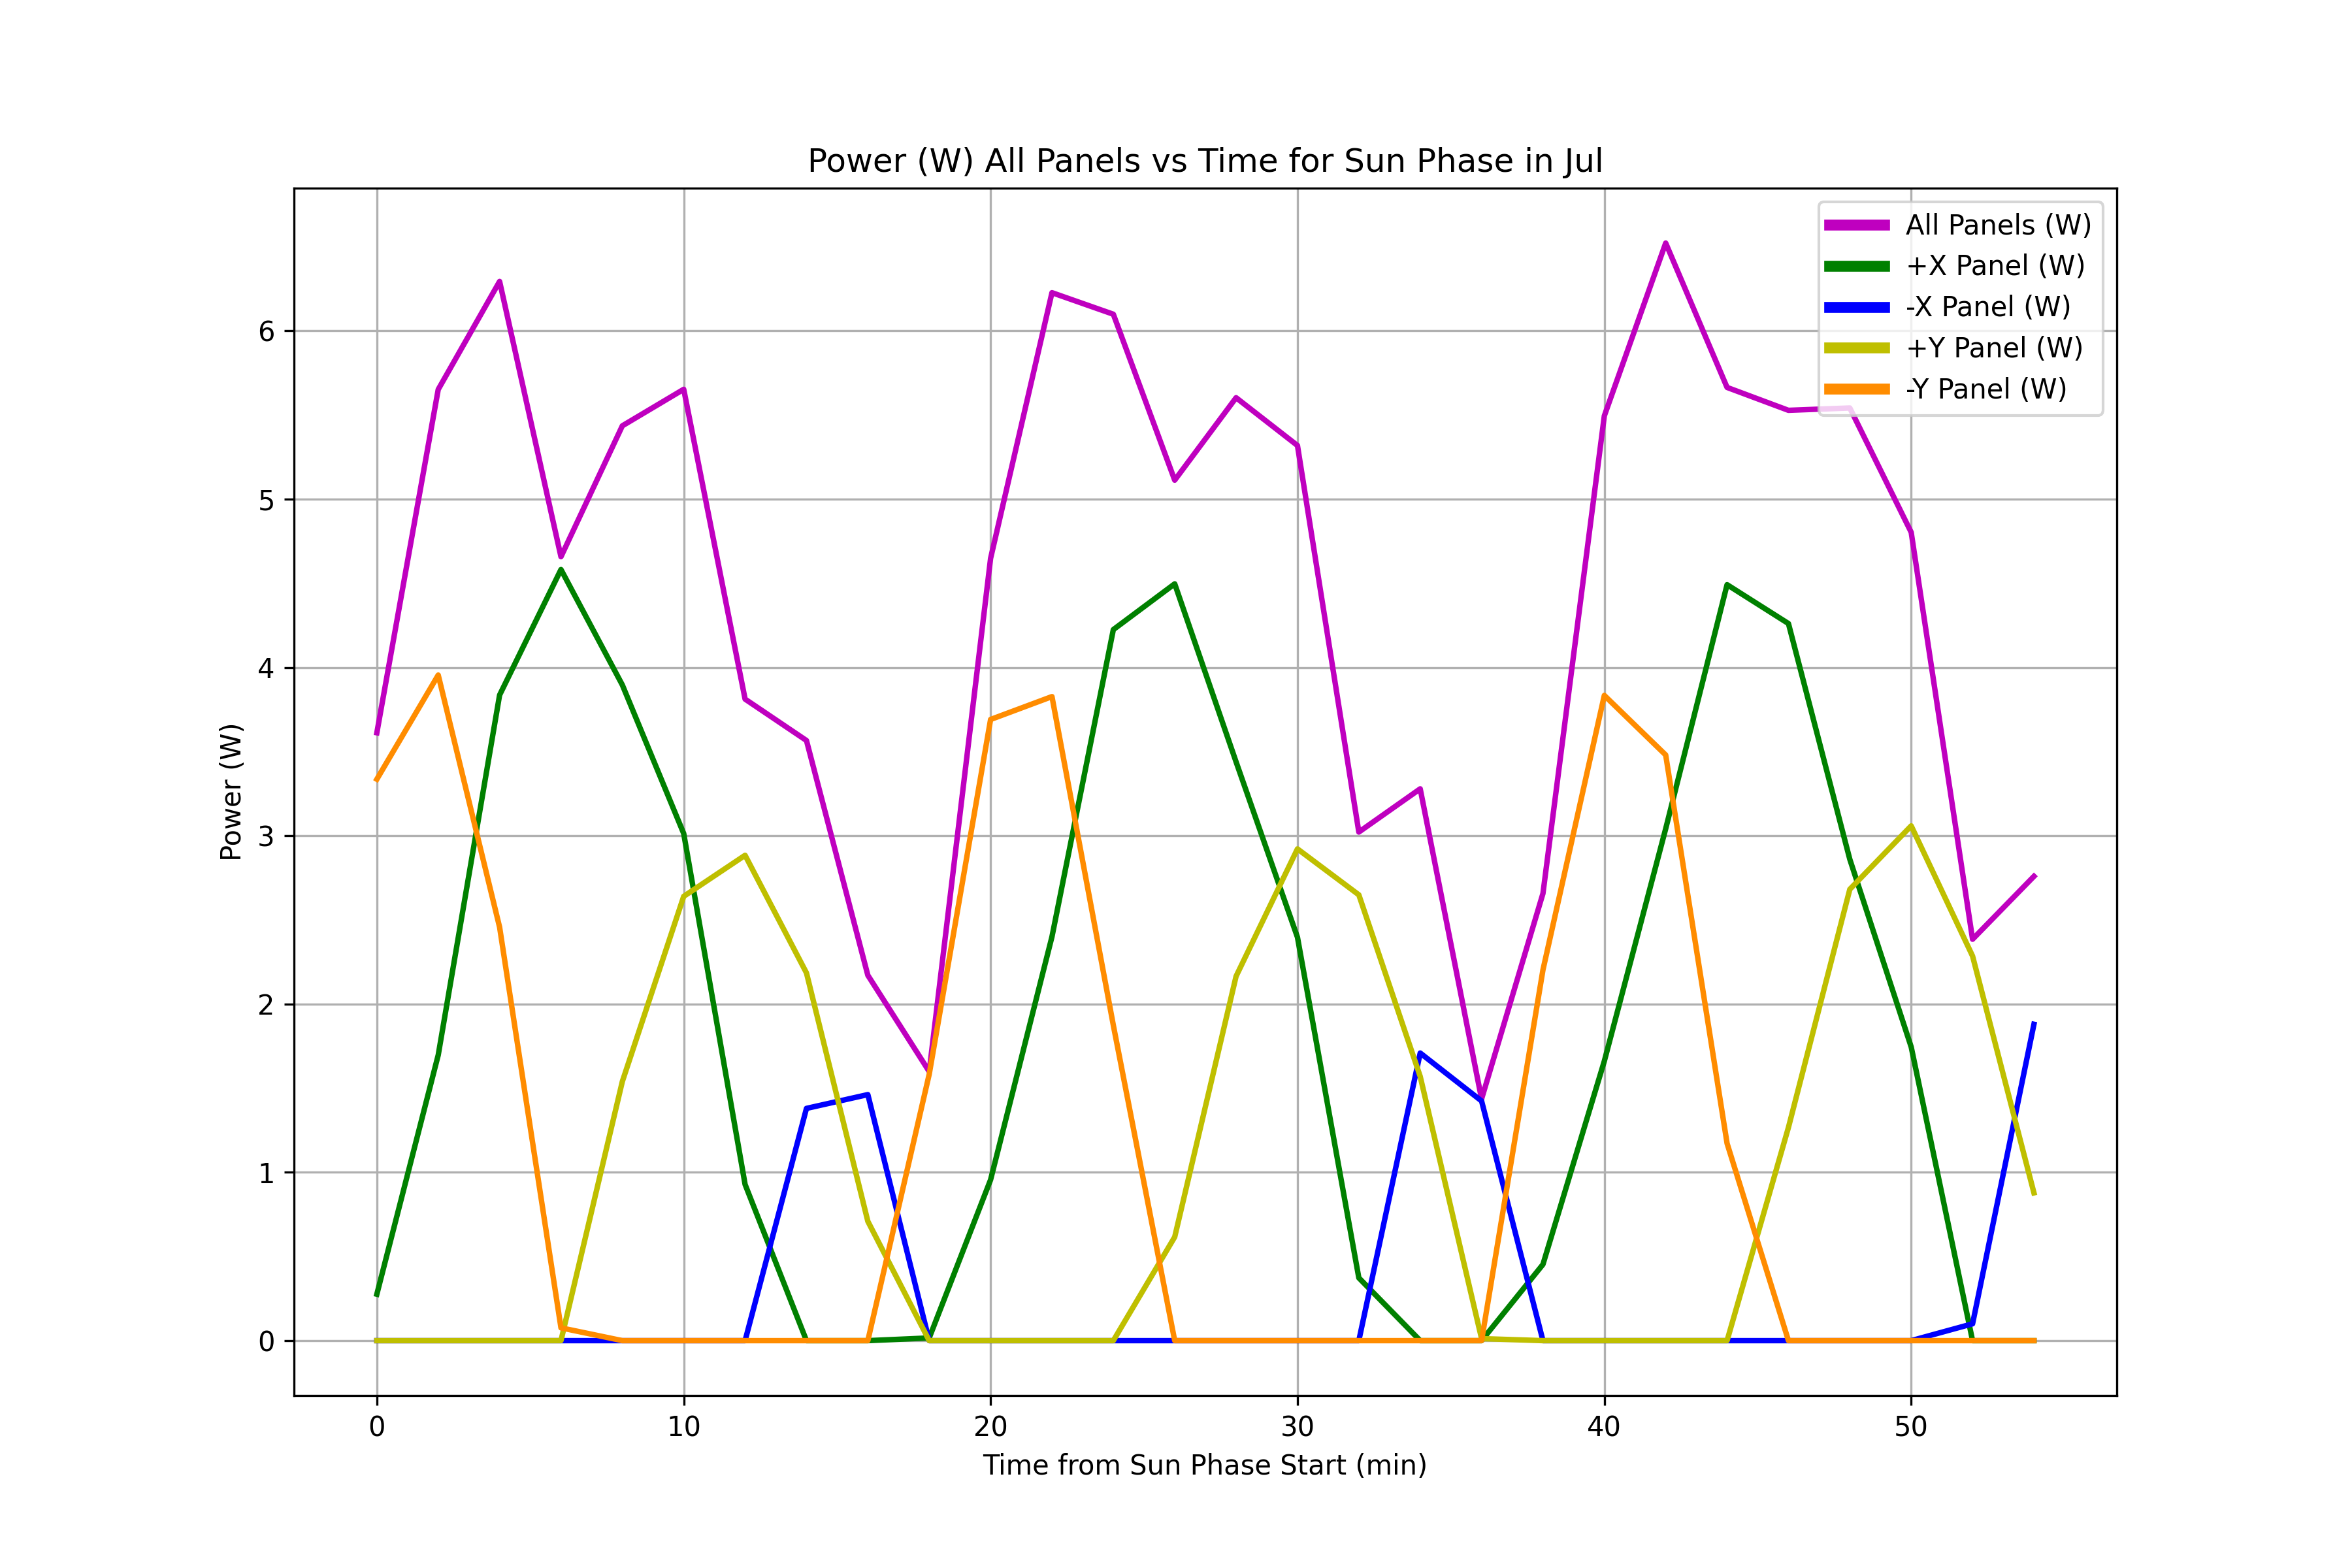 Power (W) All Panels vs Time for Sun Phase in Jul
All Panels (W)
+X Panel (W)
-X Panel (W)
+Y Panel (W)
-Y Panel (W)
Power (W)
6
5
4
3
2
1
0
0 10 20 30 40 50
Time from Sun Phase Start (min)